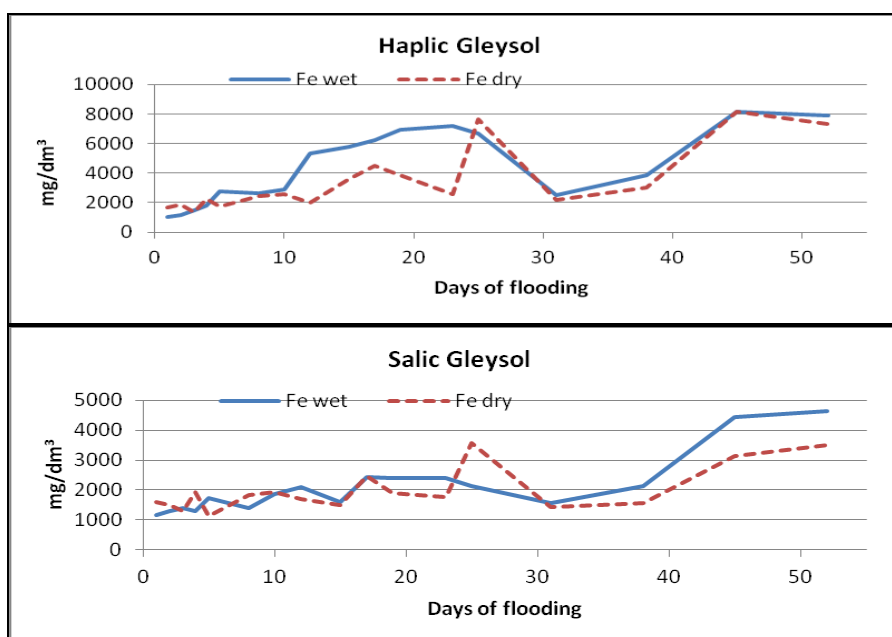 Haplic Gleysol
Fe wet Fe dry
10000
8000
6000
4000
2000
0
mg/dm³
0 10 20 30 40 50
Days of flooding
Salic Gleysol
Fe wet Fe dry
5000
4000
3000
2000
1000
0
mg/dm³
0 10 20 30 40 50
Days of flooding